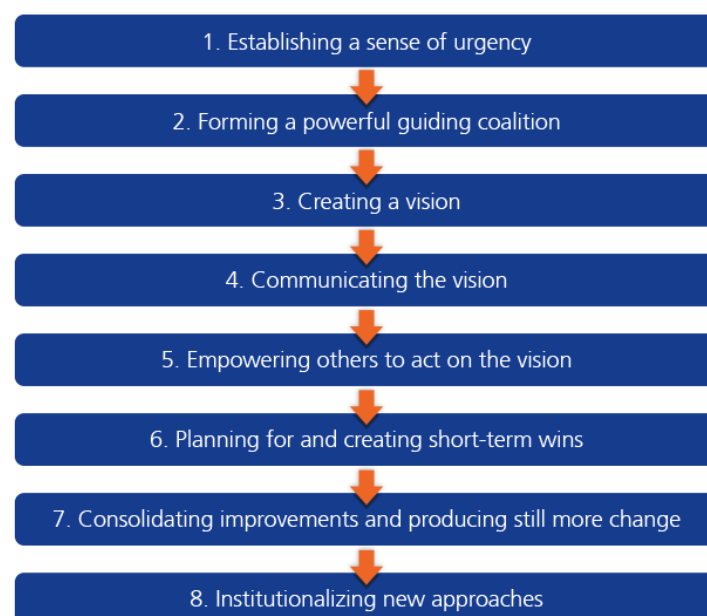 1. Establishing a sense of urgency
2. Forming a powerful guiding coalition
3. Creating a vision
4. Communicating the vision
5. Empowering others to act on the vision
6. Planning for and creating short-term wins
7. Consolidating improvements and producing still more change
8. Institutionalizing new approaches